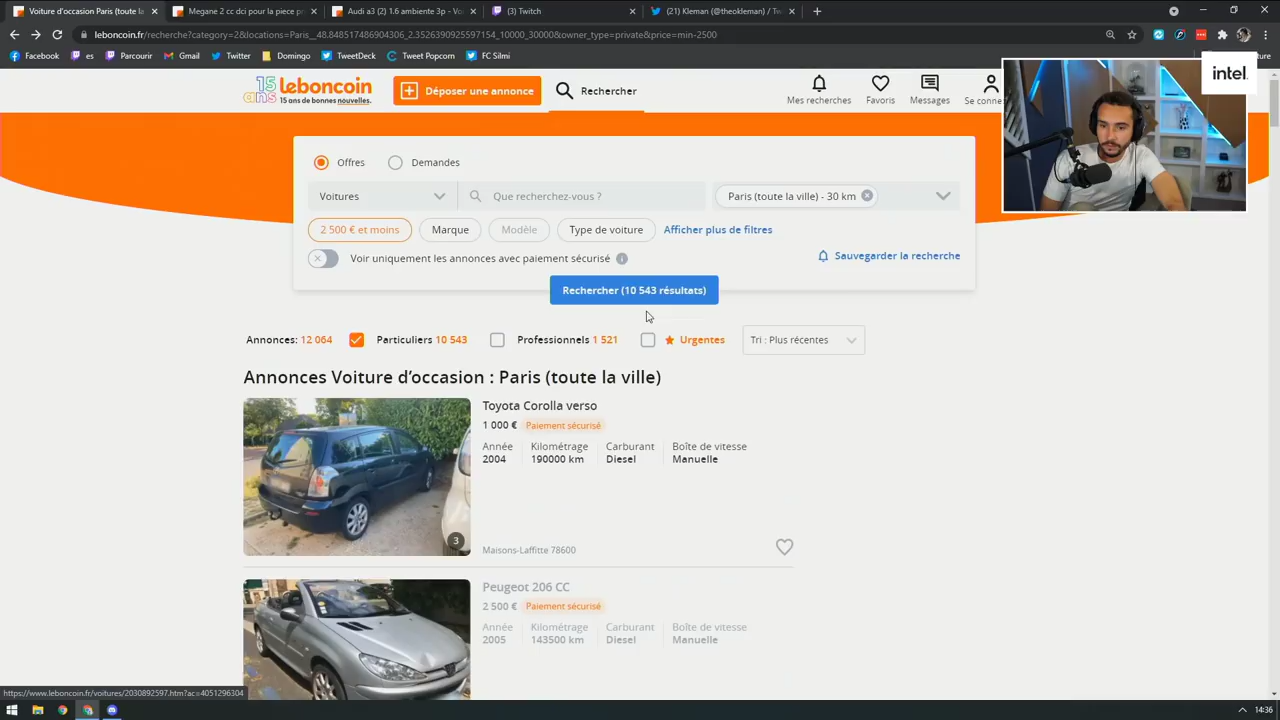 Voiture d'occasion Paris (toute la
Megane 2 cc dci pour la piece pr
Audi a3 (2) 1.6 ambiente 3p - Vo
(3) Twitch
(21) Kleman (@theokleman) / Tw
leboncoin.fr/recherche?category=2&locations=Paris__48.848517486904306_2.3526390925597154_10000_30000&owner_type=private&price=min-2500
Facebook
bets
Parcourir
Gmail
Twitter
Domingo
TweetDeck
Tweet Popcorn
FC Silmi
intel.
15 ans
leboncoin
15 ans de bonnes nouvelles.
Déposer une annonce
Rechercher
Mes recherches
Favoris
Messages
Se conne
Offres
Demandes
Voitures
Que recherchez-vous ?
Paris (toute la ville) - 30 km
2 500 € et moins
Marque
Modèle
Type de voiture
Afficher plus de filtres
Voir uniquement les annonces avec paiement sécurisé
Sauvegarder la recherche
Rechercher (10 543 résultats)
Annonces: 12 064
Particuliers 10 543
Professionnels 1 521
Urgentes
Tri : Plus récentes
Annonces Voiture d'occasion : Paris (toute la ville)
Toyota Corolla verso
1 000 € Paiement sécurisé
Année Kilométrage Carburant Boîte de vitesse
2004 190000 km Diesel Manuelle
3
Maisons-Laffitte 78600
Peugeot 206 CC
2 500 € Paiement sécurisé
Année Kilométrage Carburant Boîte de vitesse
2005 143500 km Diesel Manuelle
https://www.leboncoin.fr/voitures/2030892597.htm?ac=4051296304
14:36